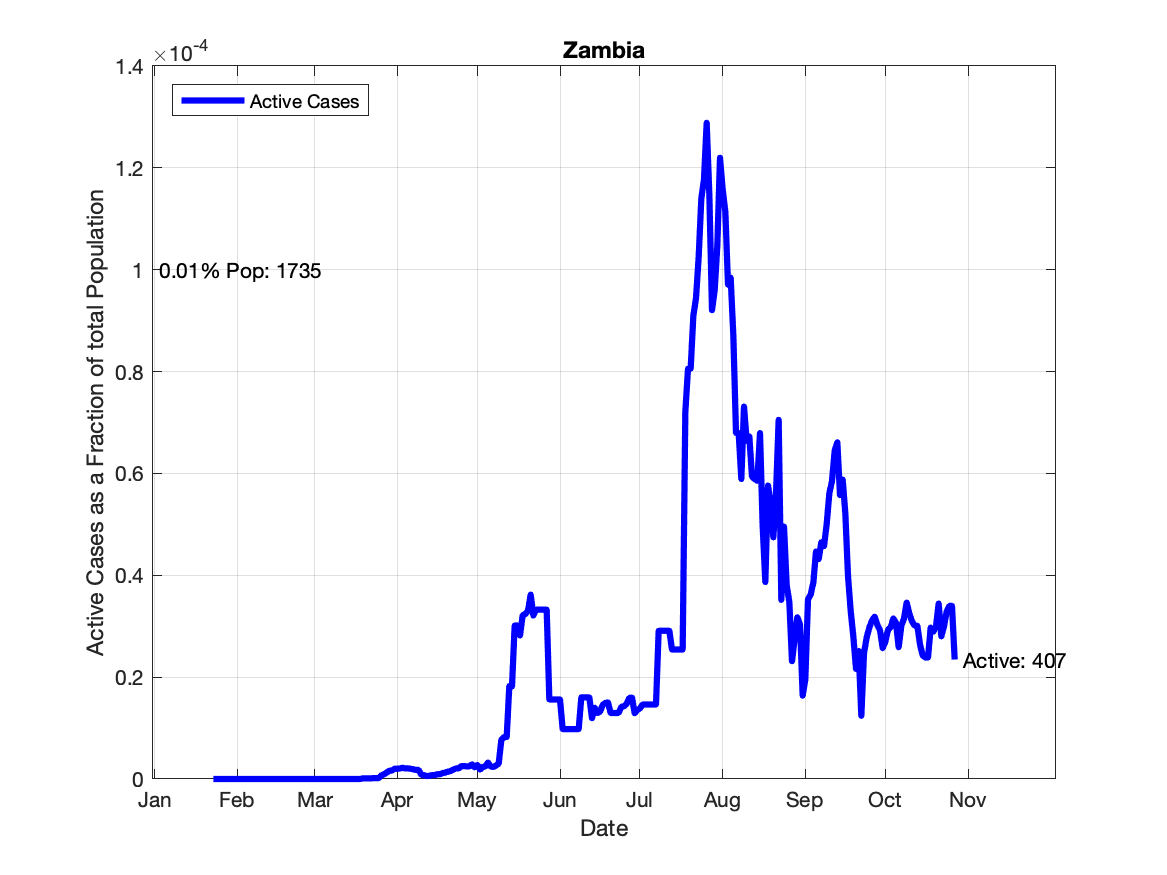 Zambia
×10^-4
1.4
1.2
1
0.8
0.6
0.4
0.2
0
Active Cases
0.01% Pop: 1735
Active: 407
Active Cases as a Fraction of total Population
Jan Feb Mar Apr May Jun Jul Aug Sep Oct Nov
Date